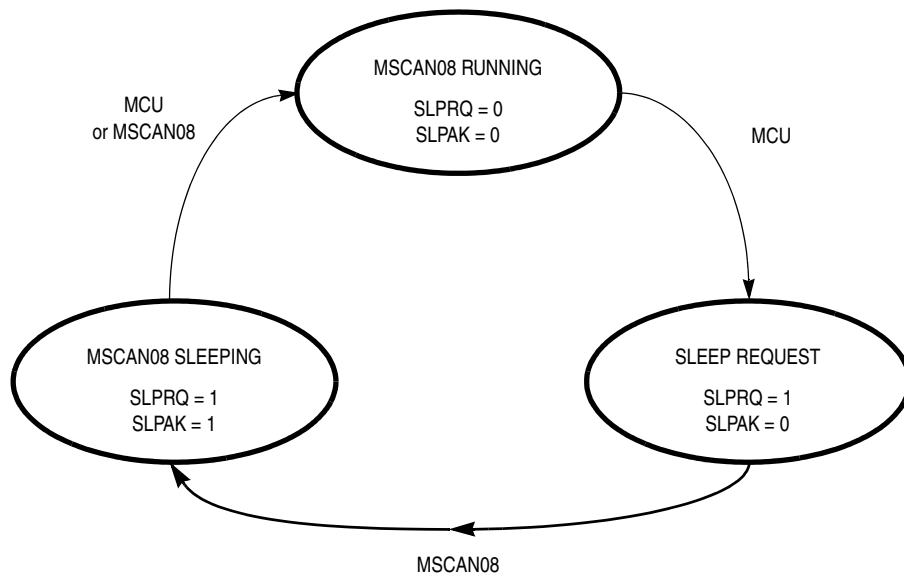 MSCAN08 RUNNING
SLPRQ = 0
SLPAK = 0
MCU
or MSCAN08
MCU
MSCAN08 SLEEPING
SLPRQ = 1
SLPAK = 1
SLEEP REQUEST
SLPRQ = 1
SLPAK = 0
MSCAN08